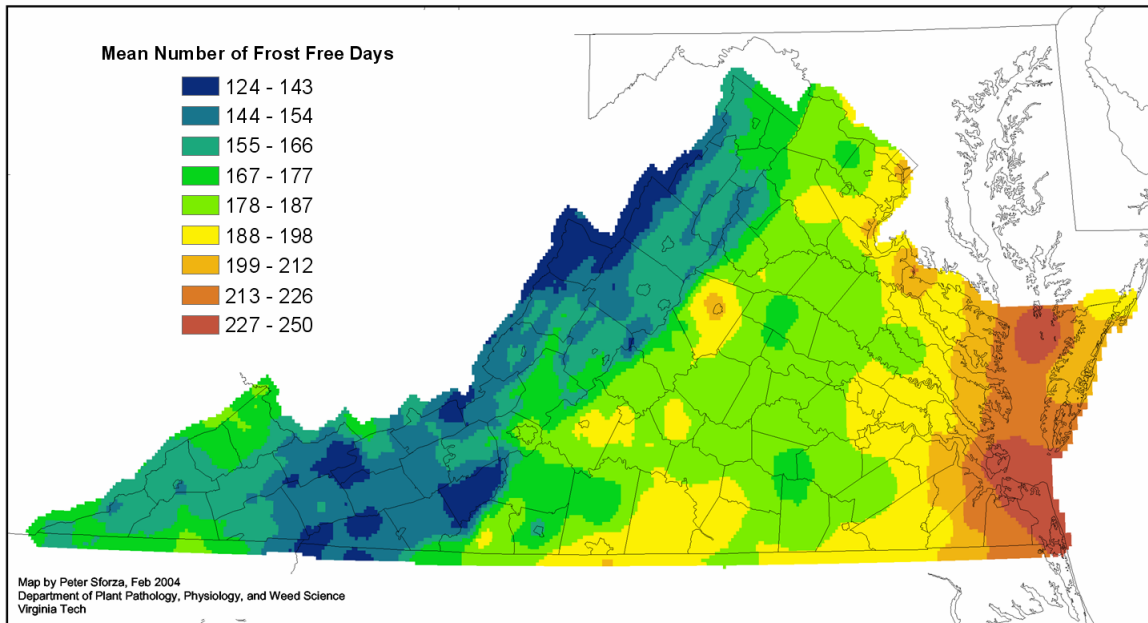 Mean Number of Frost Free Days
124 - 143
144 - 154
155 - 166
167 - 177
178 - 187
188 - 198
199 - 212
213 - 226
227 - 250
Map by Peter Sforza, Feb 2004
Department of Plant Pathology, Physiology, and Weed Science
Virginia Tech